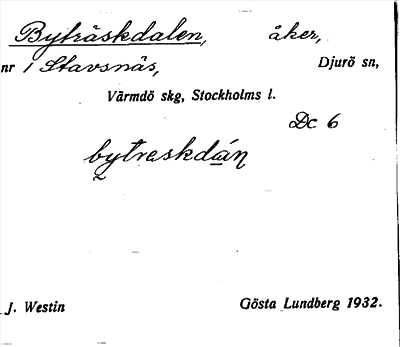 Byträskdalen, åker,
nr 1 Stavsnäs, Djurö sn,
Värmdö skg, Stockholms l.
Dc 6
bytreskdán
J. Westin Gösta Lundberg 1932.